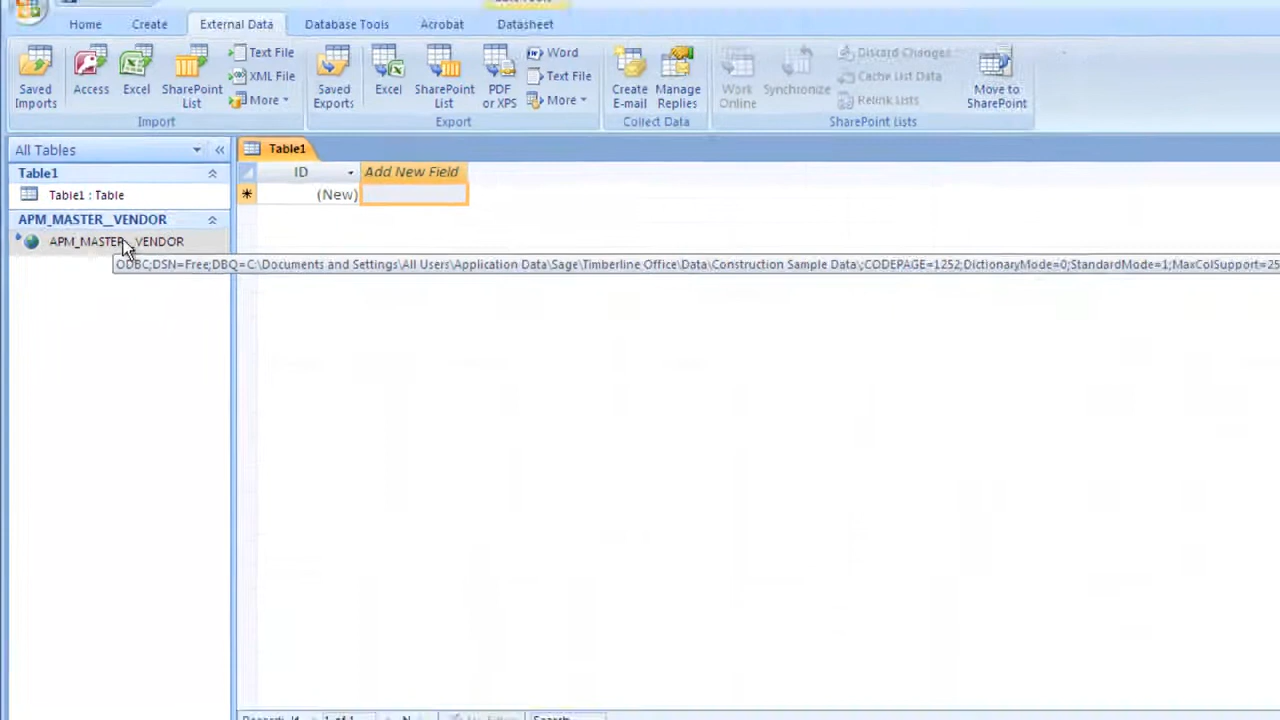 Home Create External Data Database Tools Acrobat Datasheet
Saved Imports
Access
Excel
SharePoint List
Text File
XML File
More
Import
Saved Exports
Excel
SharePoint List
PDF or XPS
Word
Text File
More
Export
Create E-mail
Manage Replies
Collect Data
Work Online
Synchronize
Discard Changes
Cache List Data
Relink Lists
Move to SharePoint
SharePoint Lists
All Tables «
Table1
Table1 : Table
APM_MASTER__VENDOR
APM_MASTER__VENDOR
Table1
ID Add New Field
* (New)
ODBC;DSN=Free;DBQ=C:\Documents and Settings\All Users\Application Data\Sage\Timberline Office\Data\Construction Sample Data\;CODEPAGE=1252;DictionaryMode=0;StandardMode=1;MaxColSupport=25